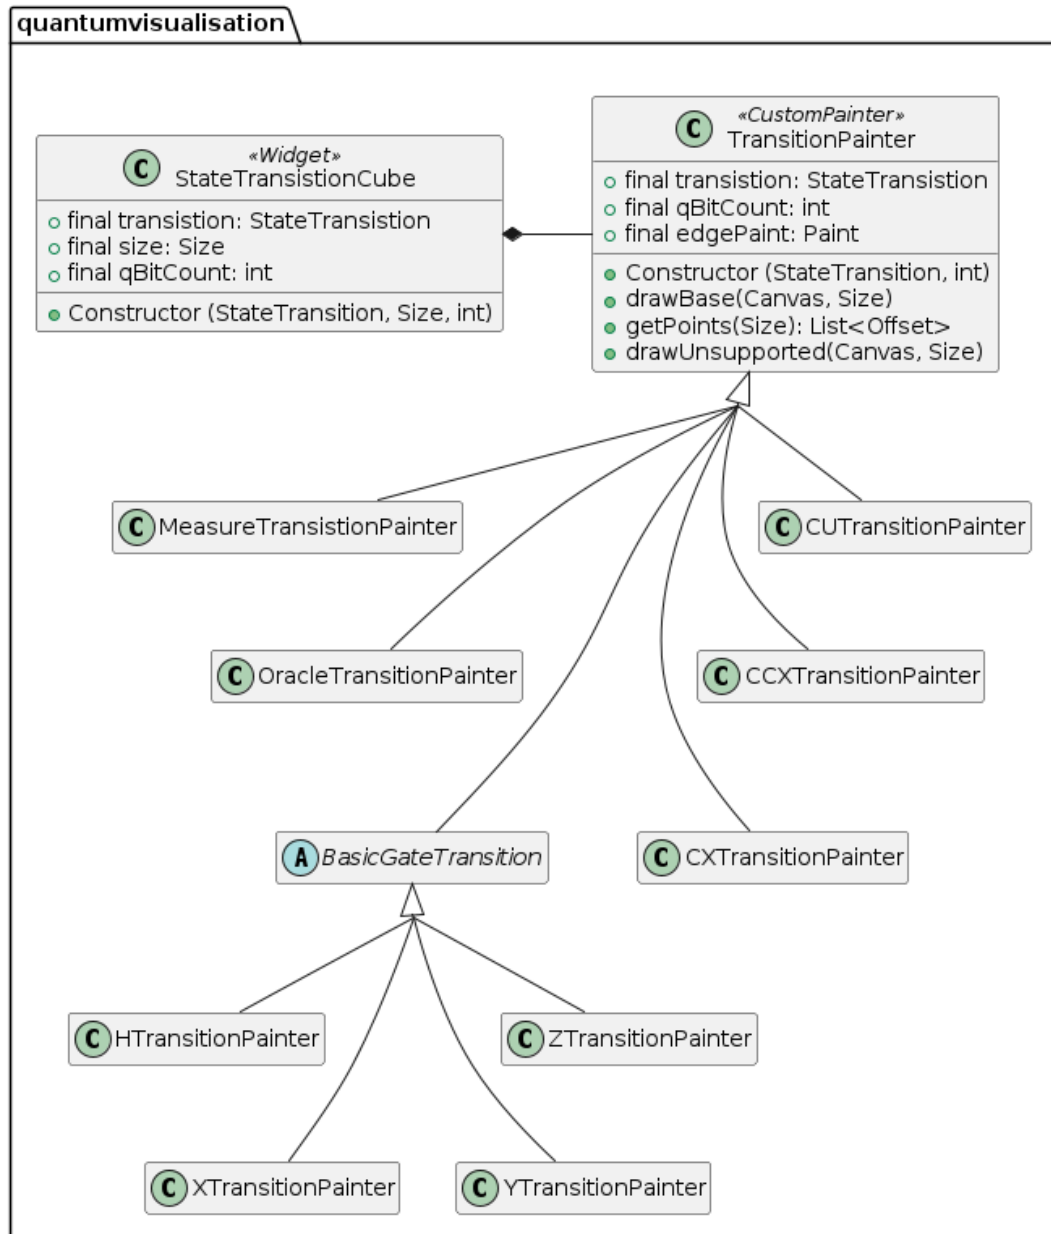 quantumvisualisation
«Widget»
C StateTransistionCube
final transistion: StateTransistion
final size: Size
final qBitCount: int
Constructor (StateTransition, Size, int)
«CustomPainter»
C TransitionPainter
final transistion: StateTransistion
final qBitCount: int
final edgePaint: Paint
Constructor (StateTransition, int)
drawBase(Canvas, Size)
getPoints(Size): List<Offset>
drawUnsupported(Canvas, Size)
C MeasureTransistionPainter
C CUTransitionPainter
C OracleTransitionPainter
C CCXTransitionPainter
A BasicGateTransition
C CXTransitionPainter
C HTransitionPainter
C ZTransitionPainter
C XTransitionPainter
C YTransitionPainter